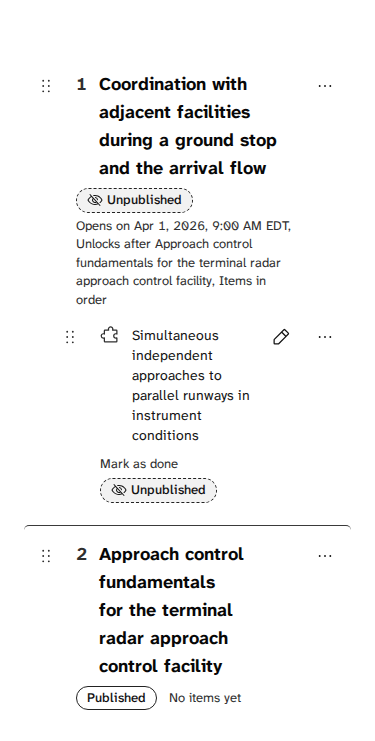 1 Coordination with
adjacent facilities
during a ground stop
and the arrival flow
Unpublished
Opens on Apr 1, 2026, 9:00 AM EDT,
Unlocks after Approach control
fundamentals for the terminal radar
approach control facility, Items in
order
Simultaneous
independent
approaches to
parallel runways in
instrument
conditions
Mark as done
Unpublished
2 Approach control
fundamentals
for the terminal
radar approach
control facility
Published No items yet